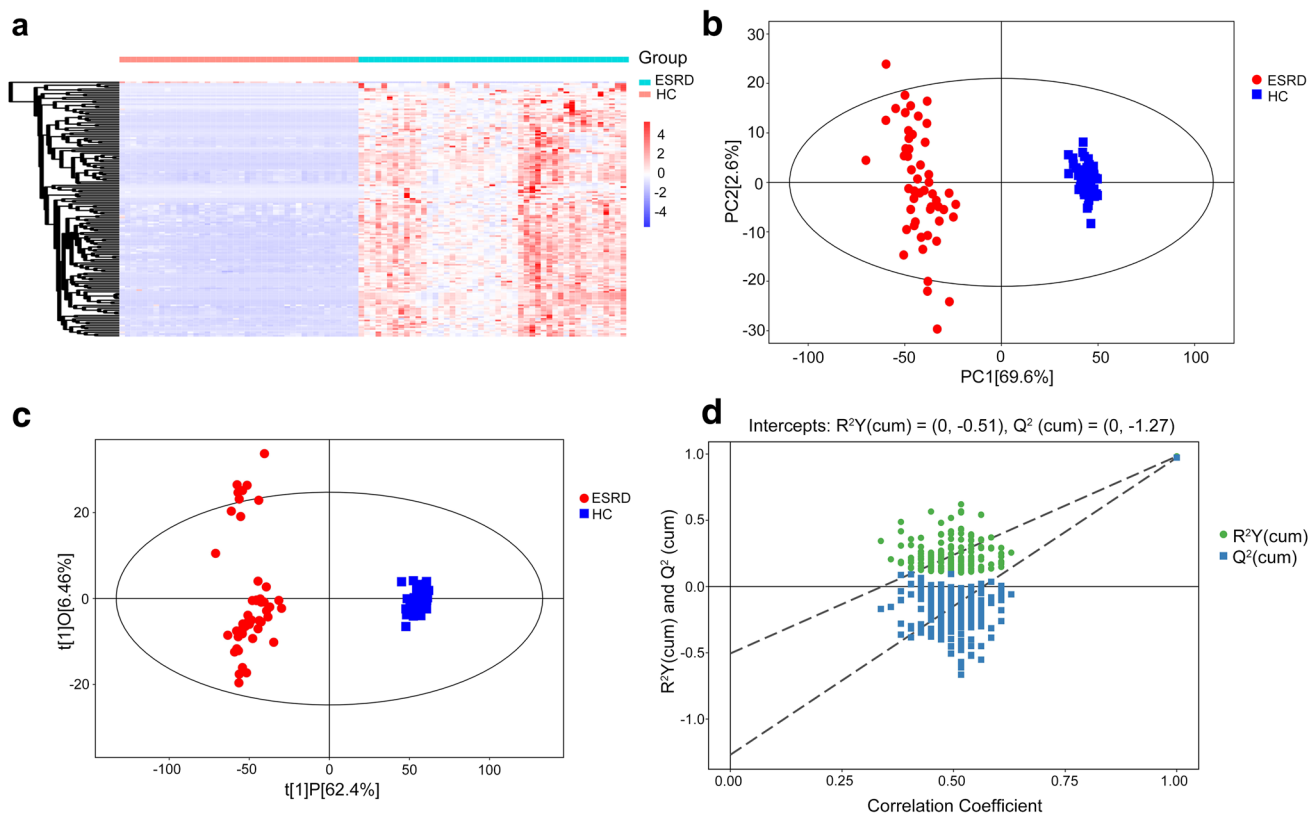 a
Group
ESRD
HC
4
2
0
-2
-4
b
30
20
10
0
-10
-20
-30
-100
-50
0
50
100
PC2[2.6%]
PC1[69.6%]
ESRD
HC
c
20
0
-20
-100
-50
0
50
100
t[1]O[6.46%]
t[1]P[62.4%]
ESRD
HC
d
Intercepts: R²Y(cum) = (0, -0.51), Q² (cum) = (0, -1.27)
1.0
0.5
0.0
-0.5
-1.0
0.00
0.25
0.50
0.75
1.00
R²Y(cum) and Q² (cum)
Correlation Coefficient
R²Y(cum)
Q²(cum)